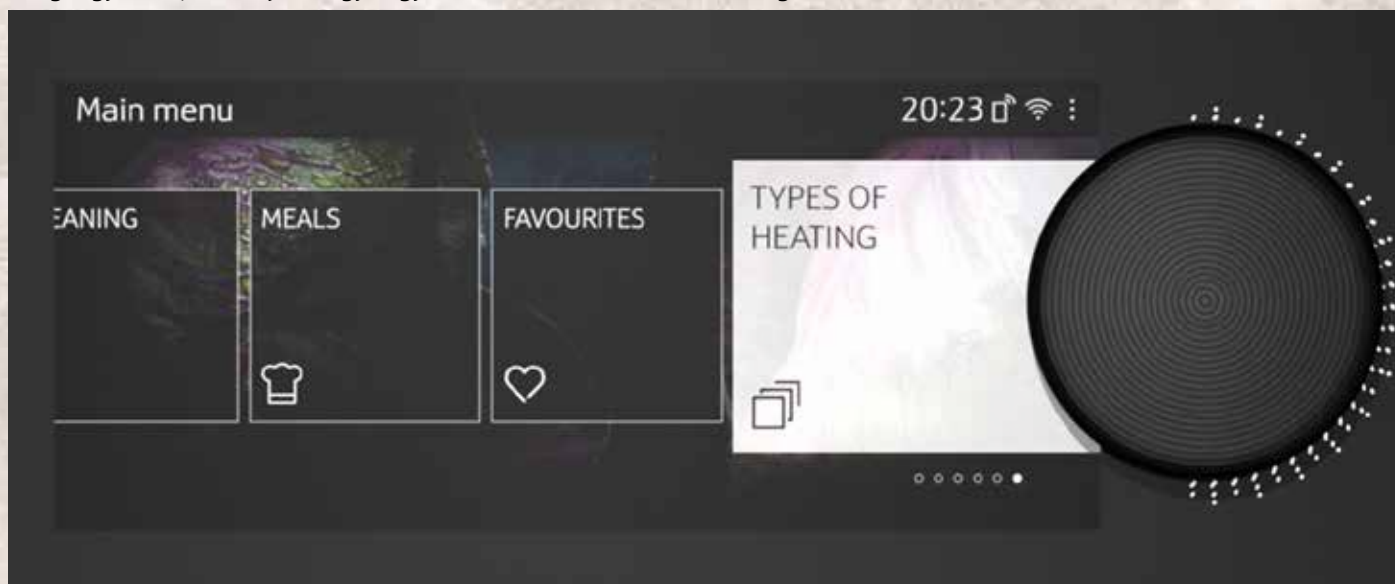 Main menu
20:23
EANING
MEALS
FAVOURITES
TYPES OF
HEATING